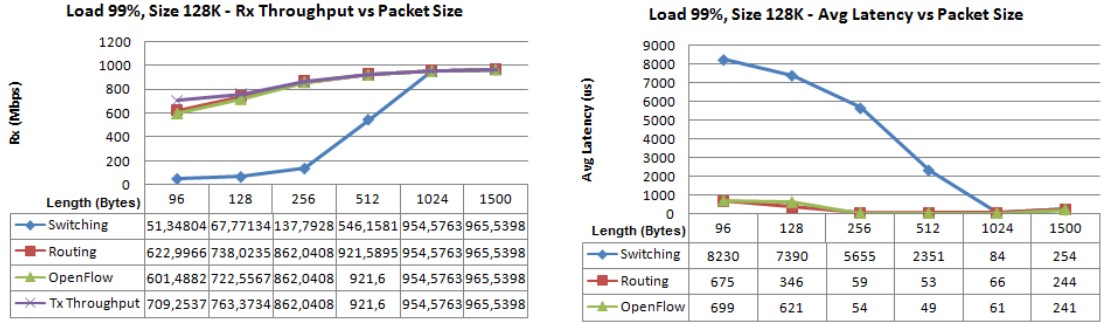 Load 99%, Size 128K - Rx Throughput vs Packet Size
Rx (Mbps)
1200
1000
800
600
400
200
0
Length (Bytes) 96 128 256 512 1024 1500
Switching 51,34804 67,77134 137,7928 546,1581 954,5763 965,5398
Routing 622,9966 738,0235 862,0408 921,5895 954,5763 965,5398
OpenFlow 601,4882 722,5567 862,0408 921,6 954,5763 965,5398
Tx Throughput 709,2537 763,3734 862,0408 921,6 954,5763 965,5398
Load 99%, Size 128K - Avg Latency vs Packet Size
Avg Latency (us)
9000
8000
7000
6000
5000
4000
3000
2000
1000
0
Length (Bytes) 96 128 256 512 1024 1500
Switching 8230 7390 5655 2351 84 254
Routing 675 346 59 53 66 244
OpenFlow 699 621 54 49 61 241